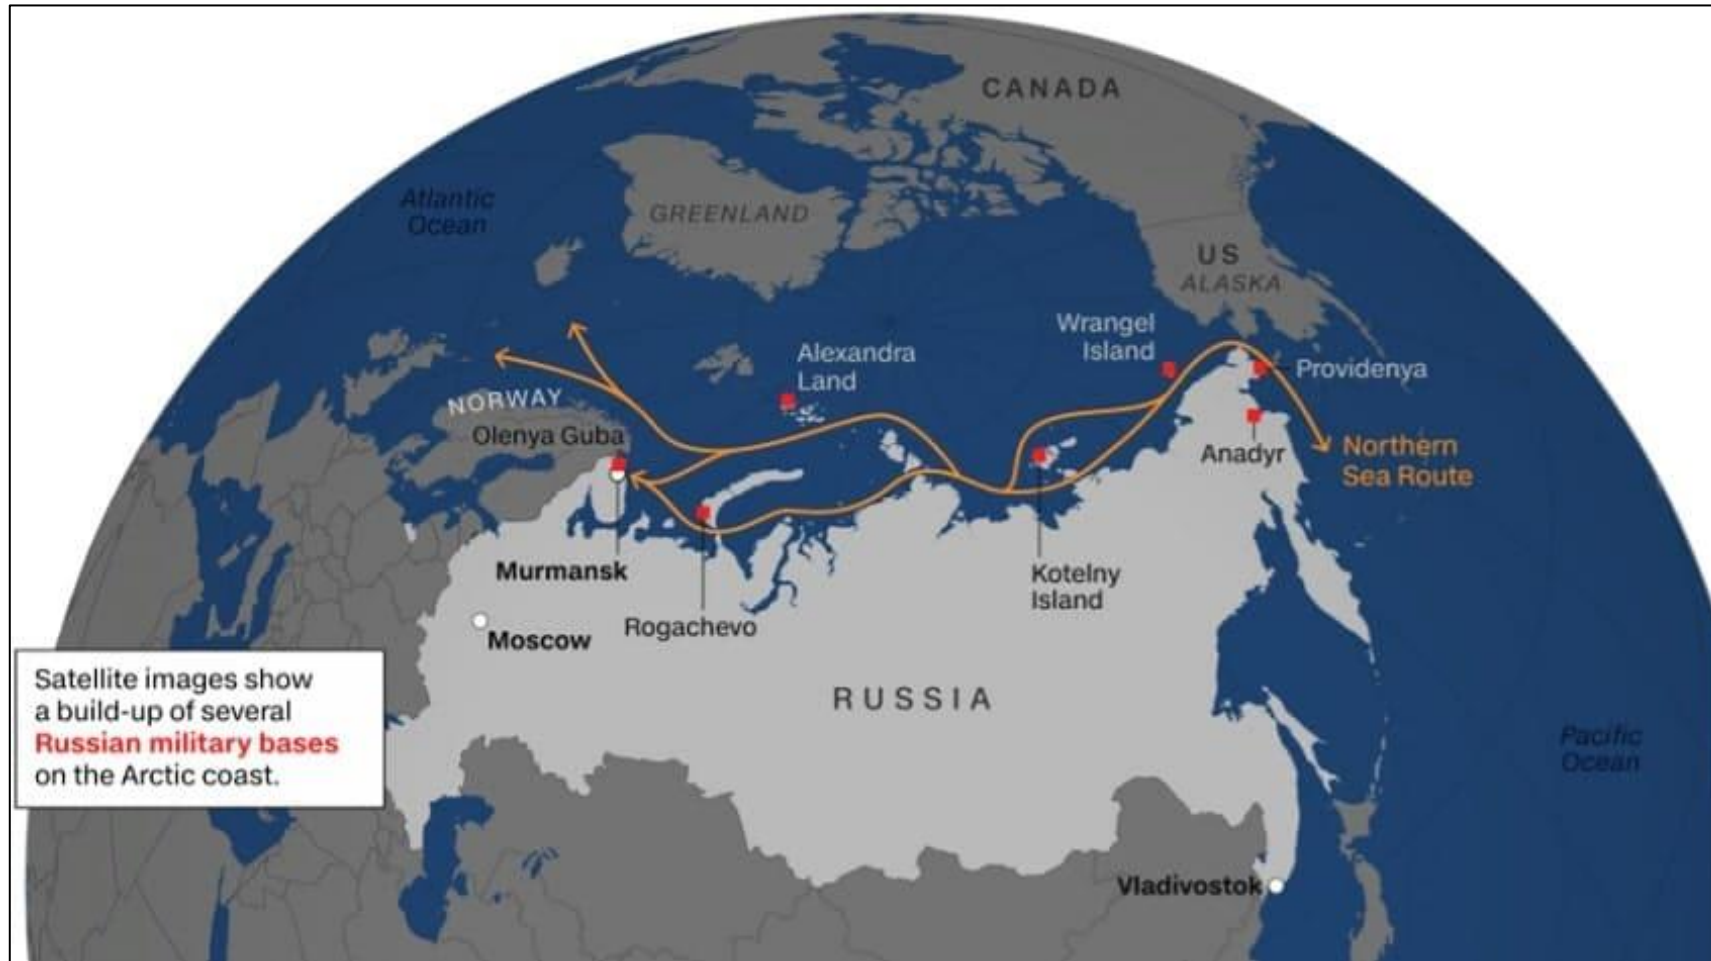 CANADA
Atlantic
Ocean
GREENLAND
US
ALASKA
Wrangel
Island
Alexandra
Land
Providenya
NORWAY
Olenya Guba
Anadyr
Northern
Sea Route
Murmansk
Kotelny
Island
Rogachevo
Moscow
RUSSIA
Satellite images show
a build-up of several
Russian military bases
on the Arctic coast.
Pacific
Ocean
Vladivostok